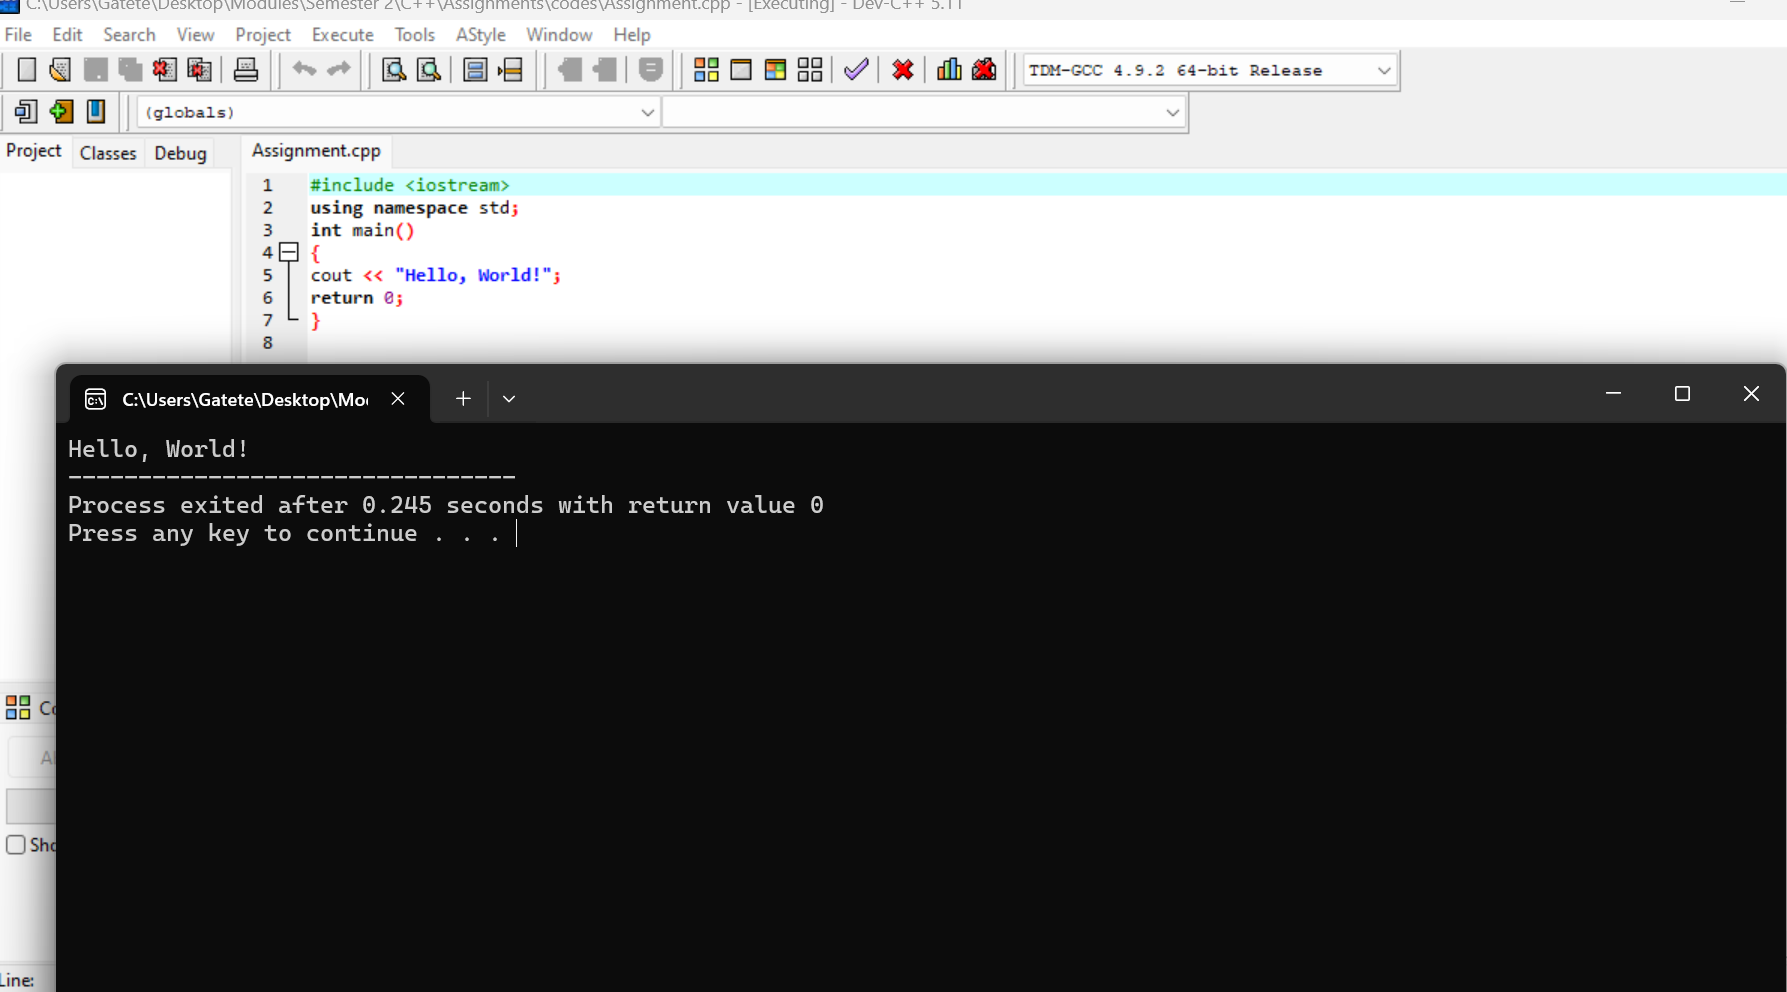 C:\Users\Gatete\Desktop\Modules\Semester 2\C++\Assignments\codes\Assignment.cpp - [Executing] - Dev-C++ 5.11
File Edit Search View Project Execute Tools AStyle Window Help
TDM-GCC 4.9.2 64-bit Release
(globals)
Project Classes Debug Assignment.cpp
1 #include <iostream>
2 using namespace std;
3 int main()
4 {
5 cout << "Hello, World!";
6 return 0;
7 }
8
C:\Users\Gatete\Desktop\Mo
Hello, World!
--------------------------------
Process exited after 0.245 seconds with return value 0
Press any key to continue . . .
Line: